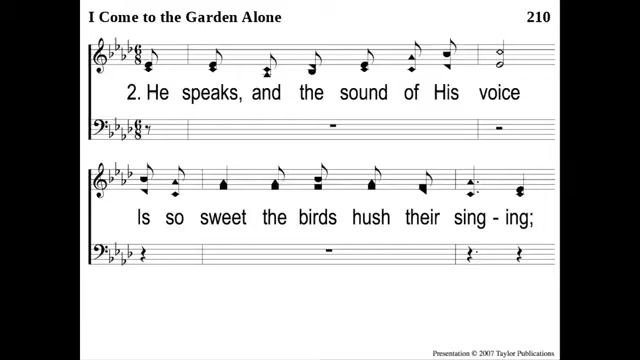 I Come to the Garden Alone 210
2. He speaks, and the sound of His voice
Is so sweet the birds hush their sing - ing;
Presentation © 2007 Taylor Publications